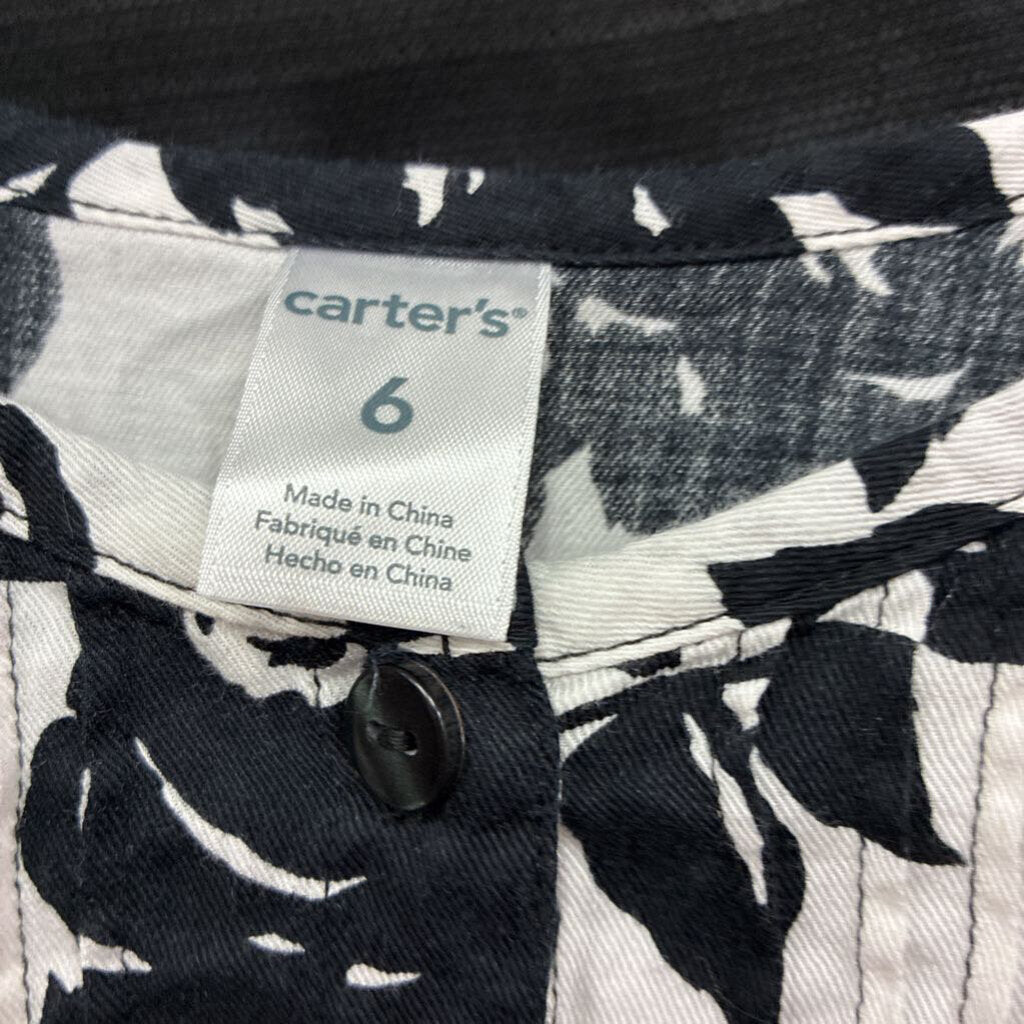 carter's®
6
Made in China
Fabriqué en Chine
Hecho en China